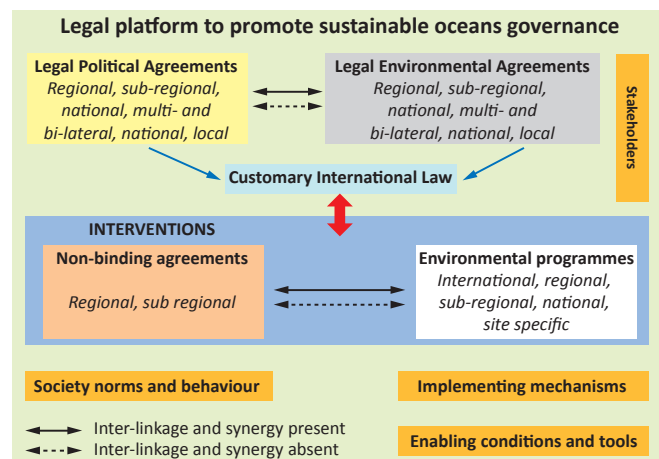 Legal platform to promote sustainable oceans governance
Legal Political Agreements
Regional, sub-regional,
national, multi- and
bi-lateral, national, local
Legal Environmental Agreements
Regional, sub-regional,
national, multi- and
bi-lateral, national, local
Stakeholders
Customary International Law
INTERVENTIONS
Non-binding agreements
Regional, sub regional
Environmental programmes
International, regional,
sub-regional, national,
site specific
Society norms and behaviour
Implementing mechanisms
Inter-linkage and synergy present
Inter-linkage and synergy absent
Enabling conditions and tools